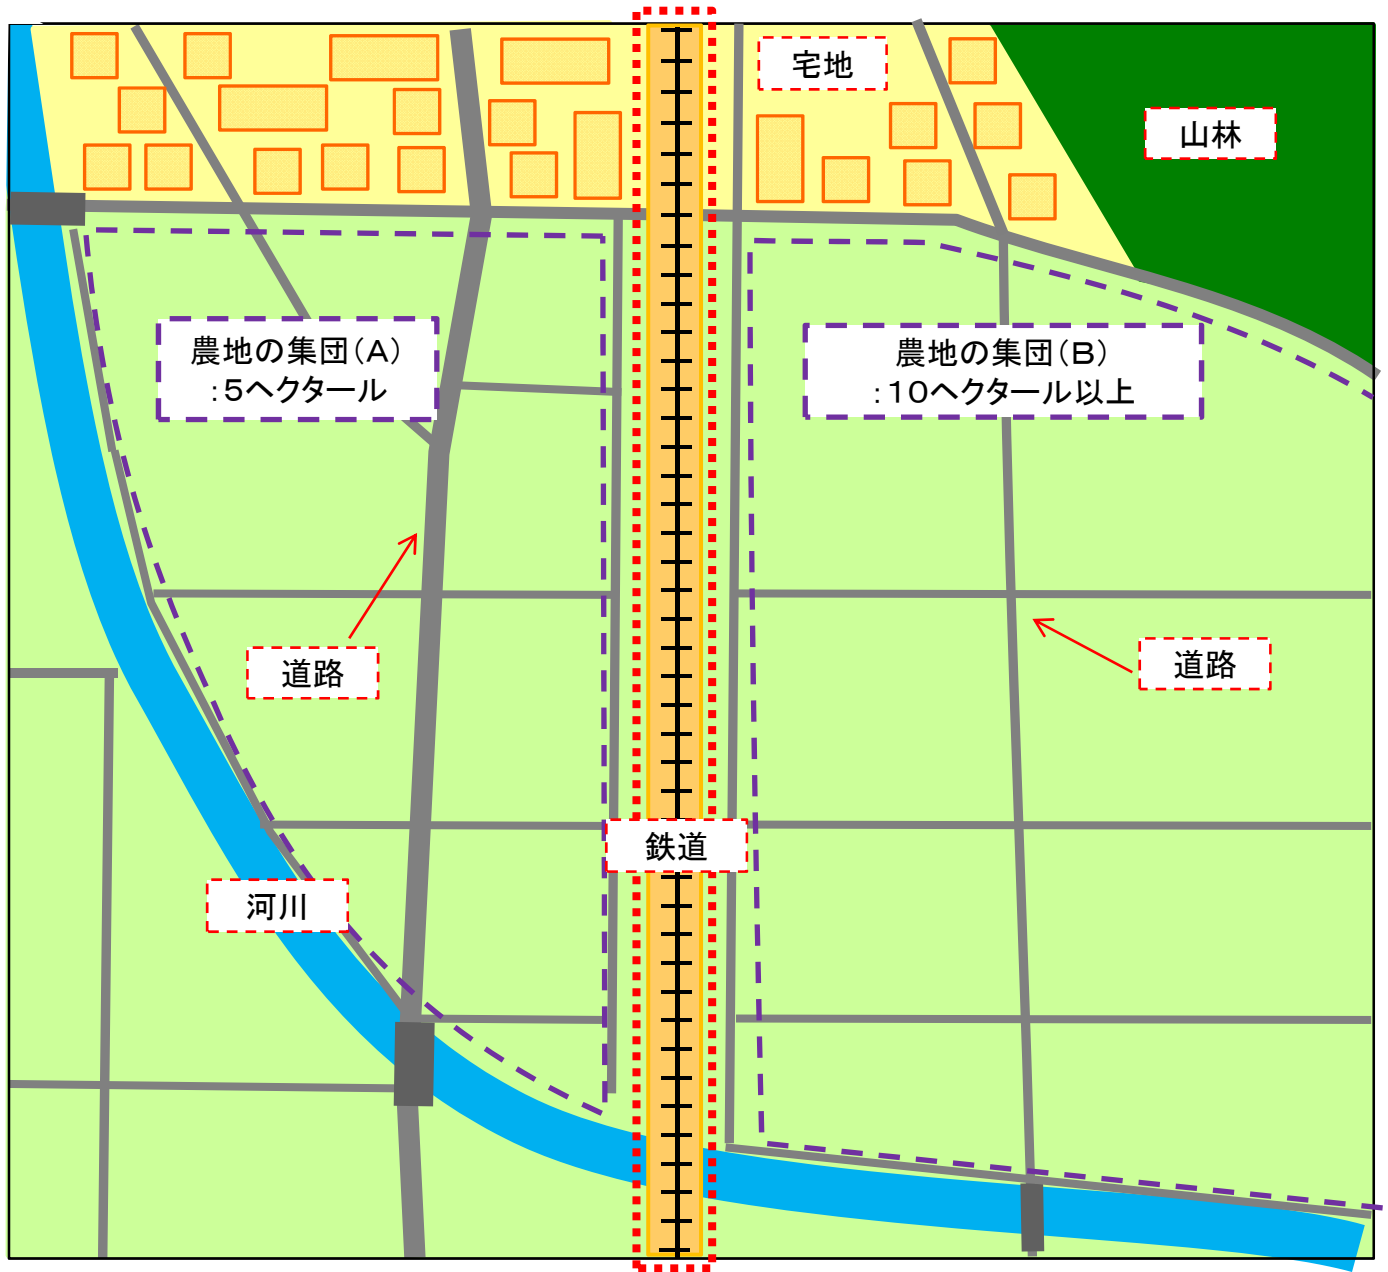 宅地
山林
農地の集団（A）
：５ヘクタール
農地の集団（B）
：１０ヘクタール以上
道路
道路
鉄道
河川